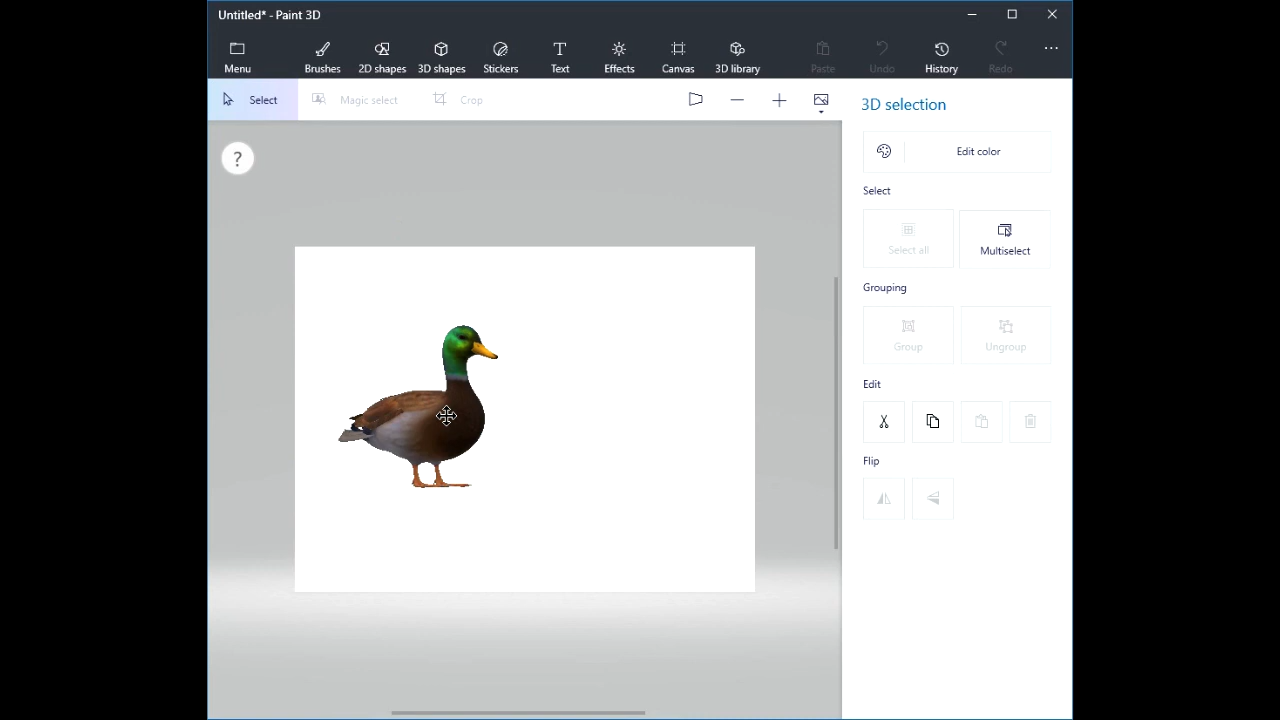 Untitled* - Paint 3D
Menu Brushes 2D shapes 3D shapes Stickers Text Effects Canvas 3D library Paste Undo History Redo
Select Magic select Crop
3D selection
?
Edit color
Select
Select all Multiselect
Grouping
Group Ungroup
Edit
Flip